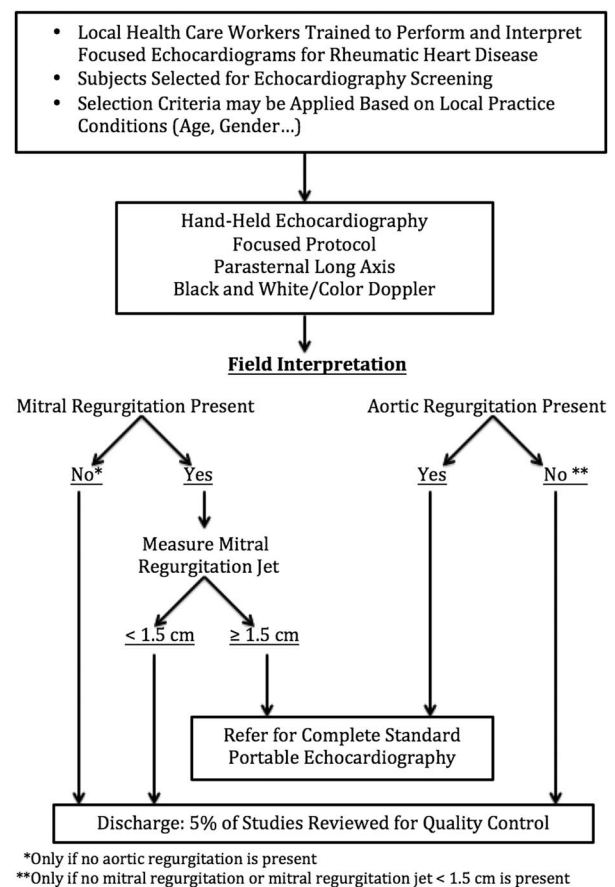 • Local Health Care Workers Trained to Perform and Interpret
Focused Echocardiograms for Rheumatic Heart Disease
• Subjects Selected for Echocardiography Screening
• Selection Criteria may be Applied Based on Local Practice
Conditions (Age, Gender...)
Hand-Held Echocardiography
Focused Protocol
Parasternal Long Axis
Black and White/Color Doppler
Field Interpretation
Mitral Regurgitation Present
Aortic Regurgitation Present
No*
Yes
Yes
No **
Measure Mitral
Regurgitation Jet
< 1.5 cm
≥ 1.5 cm
Refer for Complete Standard
Portable Echocardiography
Discharge: 5% of Studies Reviewed for Quality Control
*Only if no aortic regurgitation is present
**Only if no mitral regurgitation or mitral regurgitation jet < 1.5 cm is present